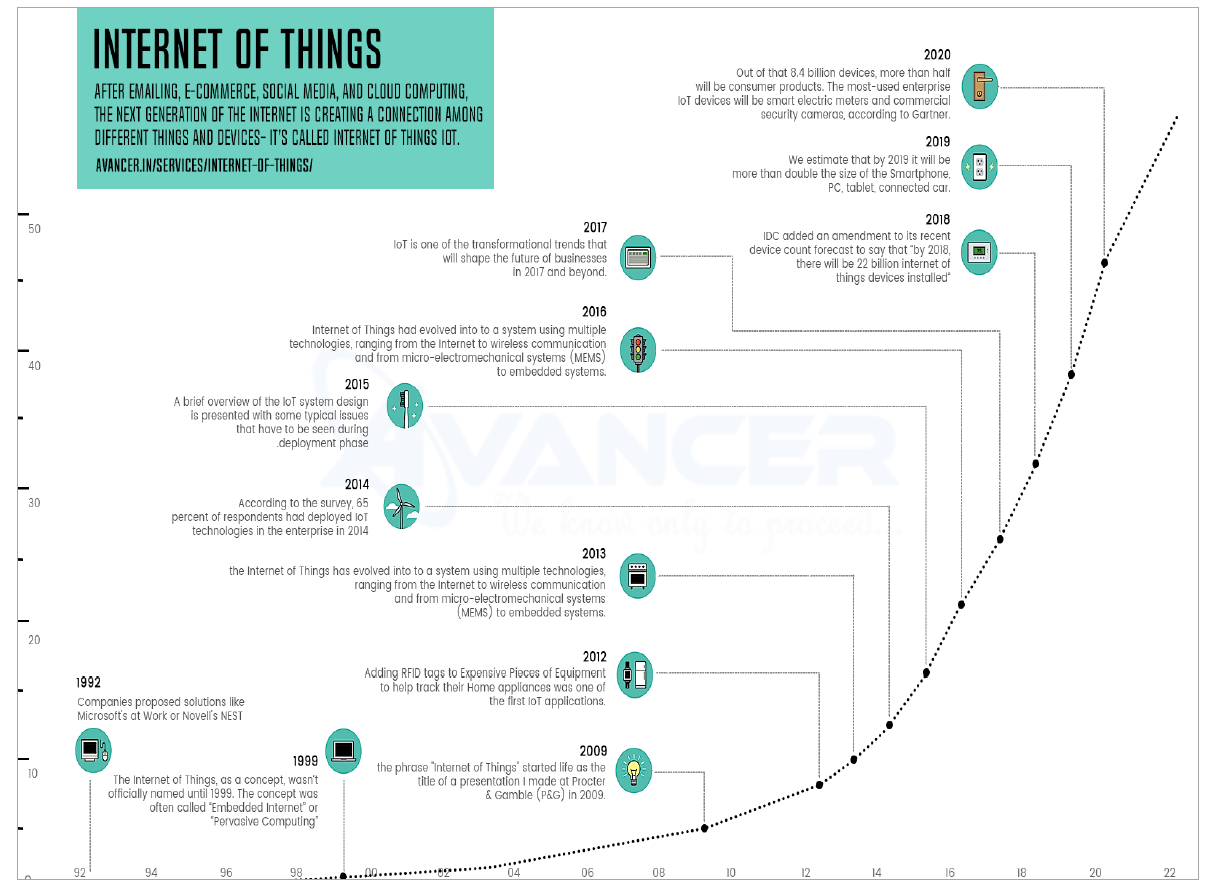 INTERNET OF THINGS
AFTER EMAILING, E-COMMERCE, SOCIAL MEDIA, AND CLOUD COMPUTING,
THE NEXT GENERATION OF THE INTERNET IS CREATING A CONNECTION AMONG
DIFFERENT THINGS AND DEVICES- IT'S CALLED INTERNET OF THINGS IOT.
AVANCER.IN/SERVICES/INTERNET-OF-THINGS/
2020
Out of that 8.4 billion devices, more than half
will be consumer products. The most-used enterprise
IoT devices will be smart electric meters and commercial
security cameras, according to Gartner.
2019
We estimate that by 2019 it will be
more than double the size of the Smartphone,
PC, tablet, connected car.
2018
IDC added an amendment to its recent
device count forecast to say that "by 2018,
there will be 22 billion internet of
things devices installed"
2017
IoT is one of the transformational trends that
will shape the future of businesses
in 2017 and beyond.
2016
Internet of Things had evolved into to a system using multiple
technologies, ranging from the Internet to wireless communication
and from micro-electromechanical systems (MEMS)
to embedded systems.
2015
A brief overview of the IoT system design
is presented with some typical issues
that have to be seen during
.deployment phase
AVANCER
We know only to proceed...
2014
According to the survey, 65
percent of respondents had deployed IoT
technologies in the enterprise in 2014
2013
the Internet of Things has evolved into to a system using multiple technologies,
ranging from the Internet to wireless communication
and from micro-electromechanical systems
(MEMS) to embedded systems.
2012
Adding RFID tags to Expensive Pieces of Equipment
to help track their Home appliances was one of
the first IoT applications.
1992
Companies proposed solutions like
Microsoft's at Work or Novell's NEST
1999
The Internet of Things, as a concept, wasn't
officially named until 1999. The concept was
often called "Embedded Internet" or
"Pervasive Computing"
2009
the phrase "Internet of Things" started life as the
title of a presentation I made at Procter
& Gamble (P&G) in 2009.
50
40
30
20
10
0
92 94 96 98 00 02 04 06 08 10 12 14 16 18 20 22